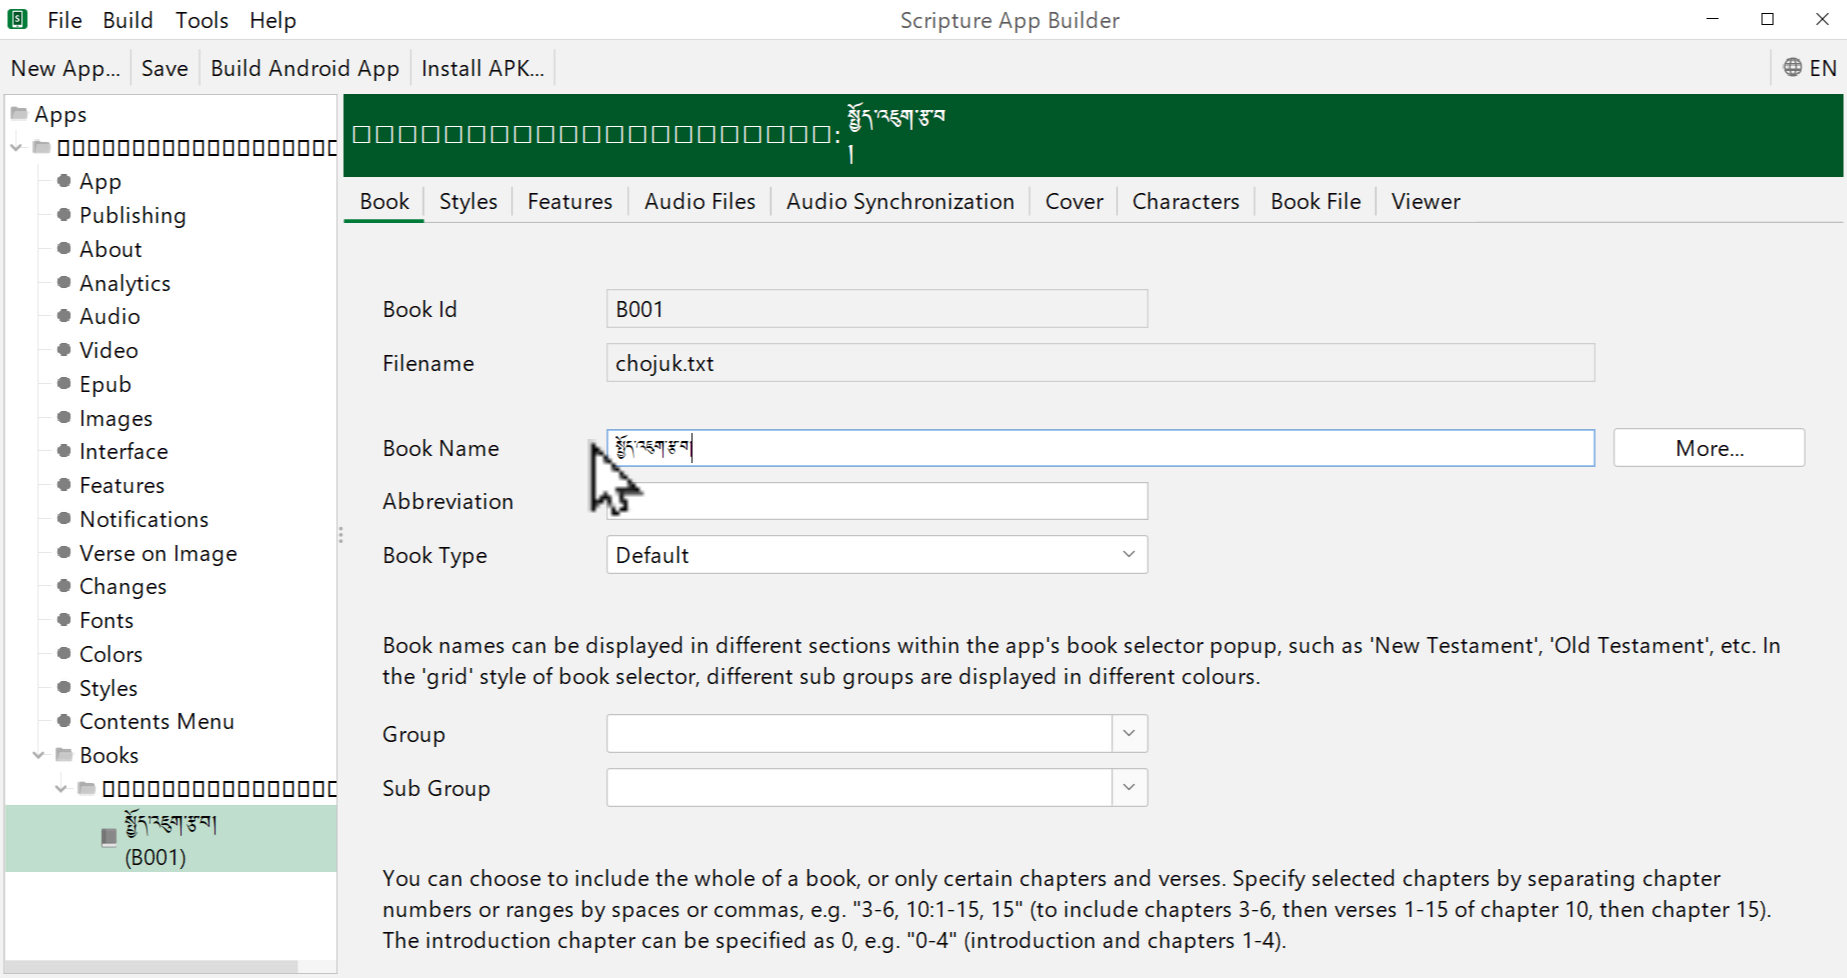 File Build Tools Help
Scripture App Builder
New App... Save Build Android App Install APK...
EN
Apps
App
Publishing
About
Analytics
Audio
Video
Epub
Images
Interface
Features
Notifications
Verse on Image
Changes
Fonts
Colors
Styles
Contents Menu
Books
སྤྱོད་འཇུག་རྩ་བ།
(B001)
སྤྱོད་འཇུག་རྩ་བ
།
Book Styles Features Audio Files Audio Synchronization Cover Characters Book File Viewer
Book Id B001
Filename chojuk.txt
Book Name སྤྱོད་འཇུག་རྩ་བ། More...
Abbreviation
Book Type Default
Book names can be displayed in different sections within the app's book selector popup, such as 'New Testament', 'Old Testament', etc. In
the 'grid' style of book selector, different sub groups are displayed in different colours.
Group
Sub Group
You can choose to include the whole of a book, or only certain chapters and verses. Specify selected chapters by separating chapter
numbers or ranges by spaces or commas, e.g. "3-6, 10:1-15, 15" (to include chapters 3-6, then verses 1-15 of chapter 10, then chapter 15).
The introduction chapter can be specified as 0, e.g. "0-4" (introduction and chapters 1-4).